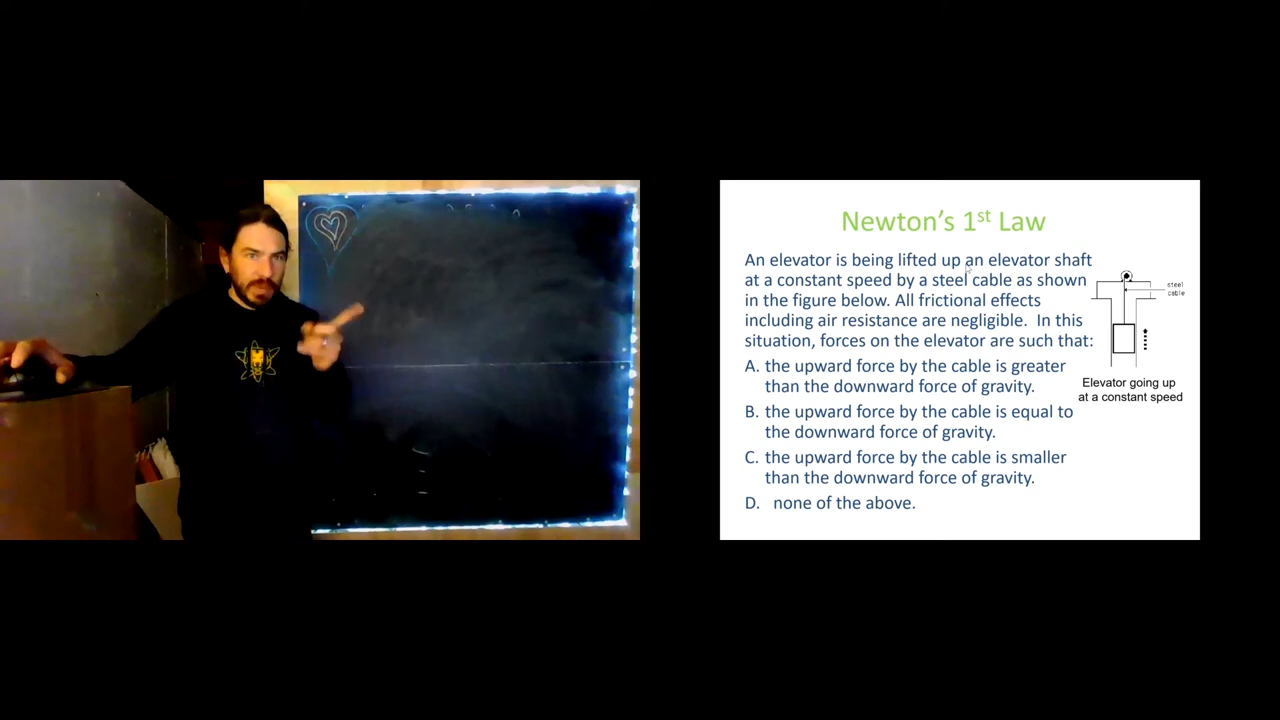 Newton's 1st Law
An elevator is being lifted up an elevator shaft
at a constant speed by a steel cable as shown
in the figure below. All frictional effects
including air resistance are negligible.  In this
situation, forces on the elevator are such that:
A. the upward force by the cable is greater
than the downward force of gravity.
B. the upward force by the cable is equal to
the downward force of gravity.
C. the upward force by the cable is smaller
than the downward force of gravity.
D. none of the above.
steel
cable
Elevator going up
at a constant speed